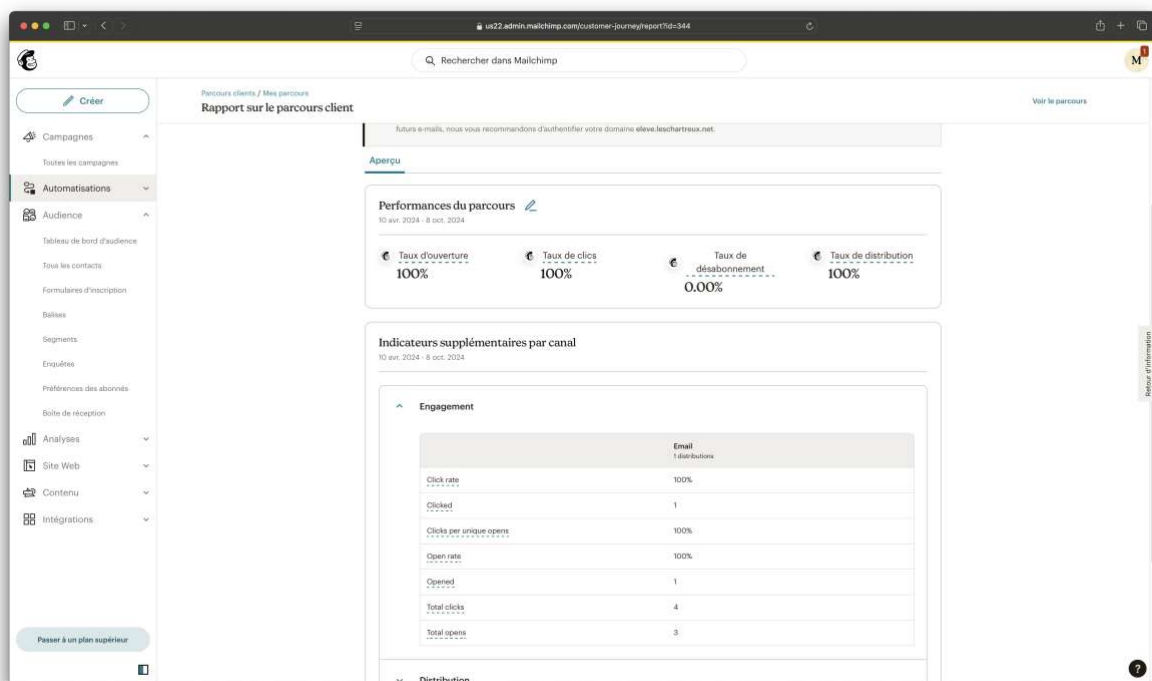 us22.admin.mailchimp.com/customer-journey/report?id=344
Rechercher dans Mailchimp
M
1
Créer
Campagnes
Toutes les campagnes
Automatisations
Audience
Tableau de bord d'audience
Tous les contacts
Formulaires d'inscription
Balises
Segments
Enquêtes
Préférences des abonnés
Boîte de réception
Analyses
Site Web
Contenu
Intégrations
Passer à un plan supérieur
Parcours clients / Mes parcours
Rapport sur le parcours client
Voir le parcours
futurs e-mails, nous vous recommandons d'authentifier votre domaine eleve.leschartreux.net.
Aperçu
Performances du parcours
10 avr. 2024 - 8 oct. 2024
Taux d'ouverture
100%
Taux de clics
100%
Taux de
désabonnement
0.00%
Taux de distribution
100%
Indicateurs supplémentaires par canal
10 avr. 2024 - 8 oct. 2024
Engagement
Email
1 distributions
Click rate 100%
Clicked 1
Clicks per unique opens 100%
Open rate 100%
Opened 1
Total clicks 4
Total opens 3
Distribution
Retour d'information
?